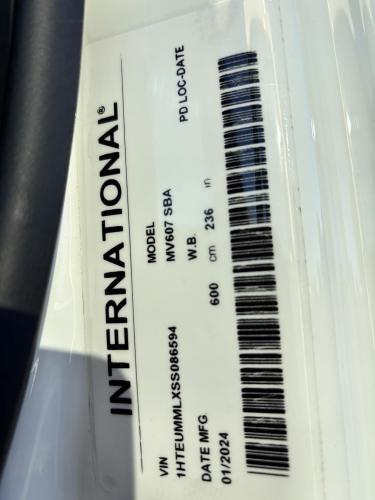 INTERNATIONAL®
VIN MODEL
1HTEUMMLXSS086594 MV607 SBA
DATE MFG W.B. PD LOC-DATE
01/2024 600 cm 236 in